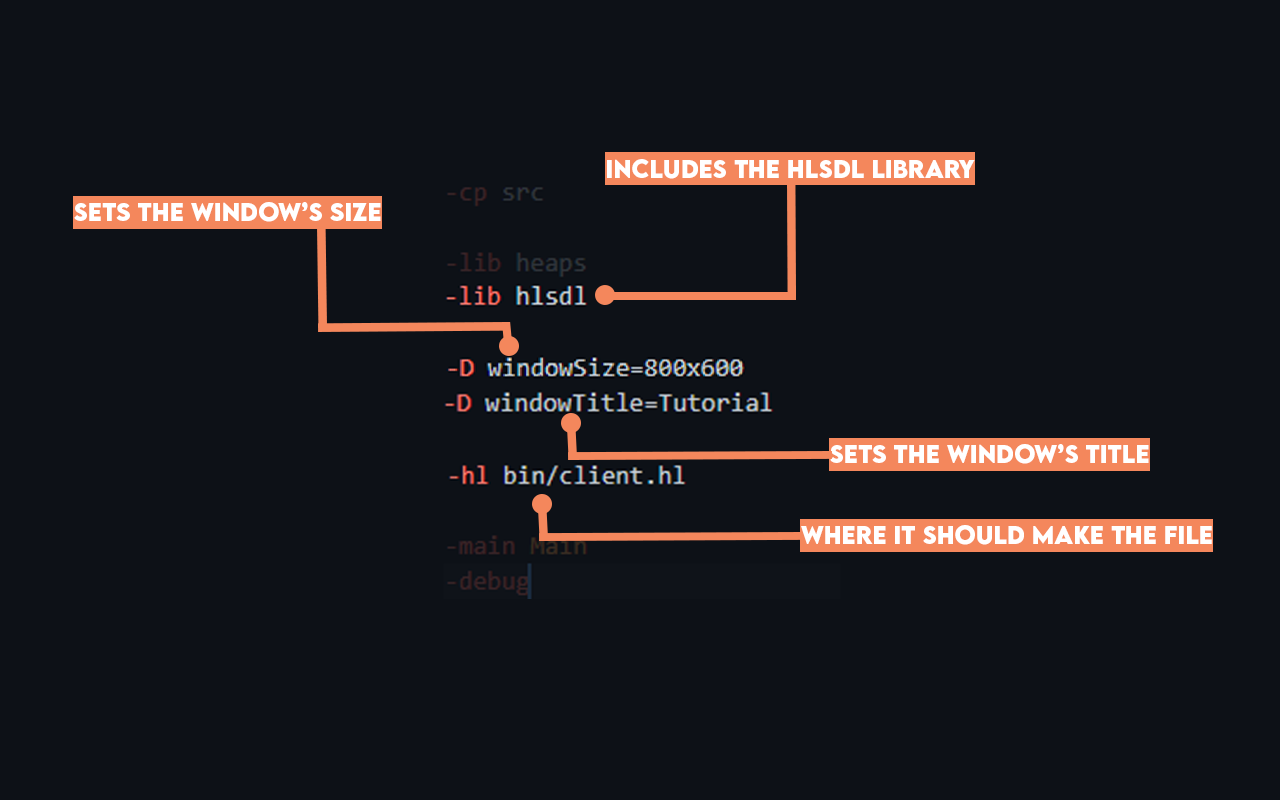 INCLUDES THE HLSDL LIBRARY
-cp src
SETS THE WINDOW'S SIZE
-lib heaps
-lib hlsdl
-D windowSize=800x600
-D windowTitle=Tutorial
SETS THE WINDOW'S TITLE
-hl bin/client.hl
WHERE IT SHOULD MAKE THE FILE
-main Main
-debug